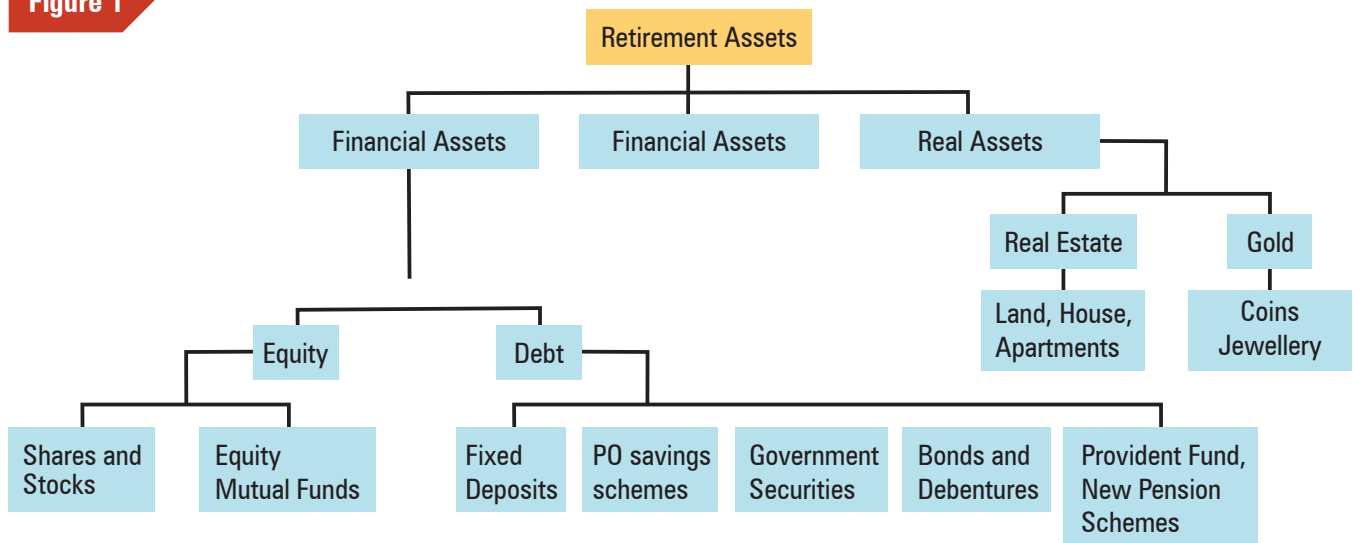 Figure 1
Retirement Assets
Financial Assets
Financial Assets
Real Assets
Real Estate
Gold
Land, House,
Apartments
Coins
Jewellery
Equity
Debt
Shares and
Stocks
Equity
Mutual Funds
Fixed
Deposits
PO savings
schemes
Government
Securities
Bonds and
Debentures
Provident Fund,
New Pension
Schemes